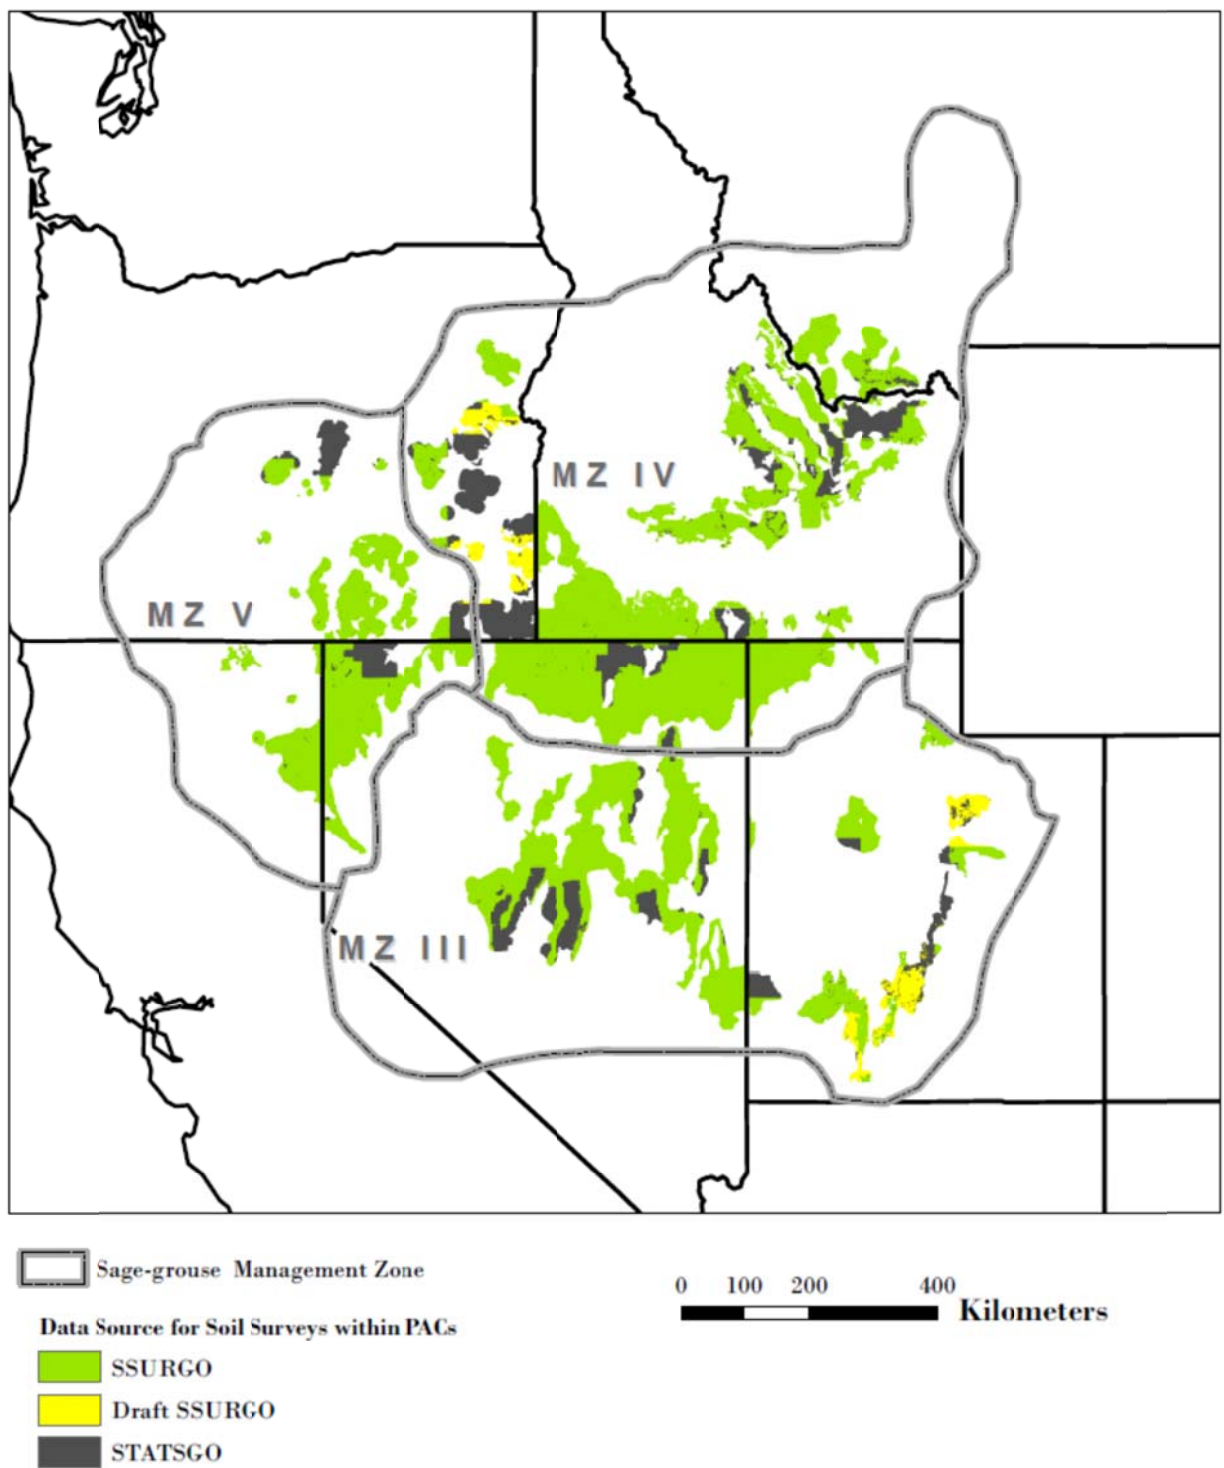 MZ IV
MZ V
MZ III
Sage-grouse Management Zone
0 100 200 400
Kilometers
Data Source for Soil Surveys within PACs
SSURGO
Draft SSURGO
STATSGO